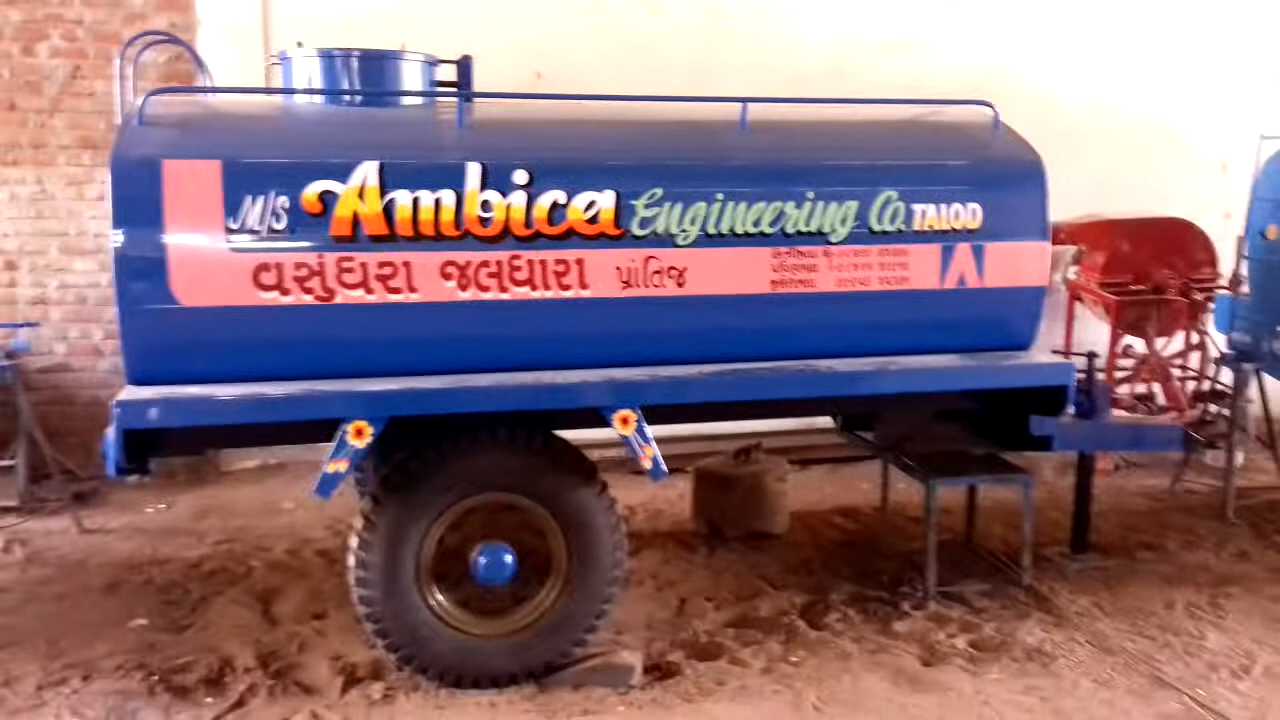 M/S Ambica Engineering Co. TALOD
વસુંધરા જલધારા પ્રાંતિજ